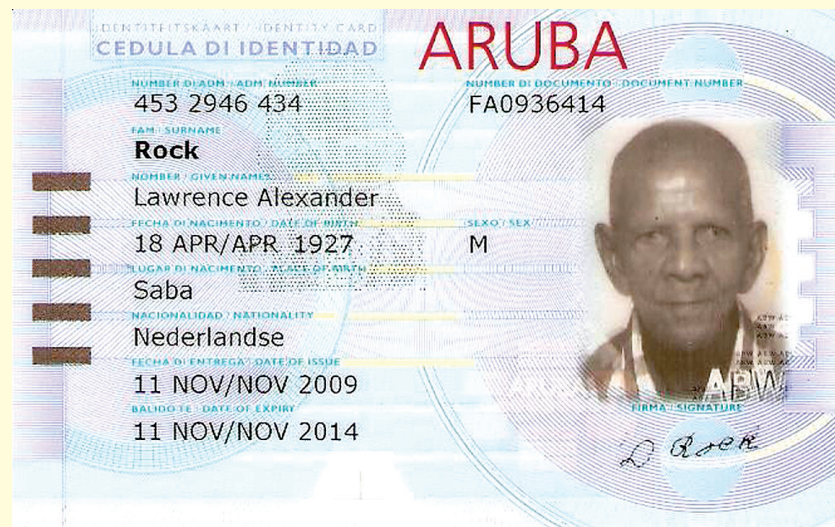 IDENTITEITSKAART / IDENTITY CARD
CEDULA DI IDENTIDAD
ARUBA
NUMBER DI ADM / ADM. NUMBER
453 2946 434
NUMBER DI DOCUMENTO / DOCUMENT NUMBER
FA0936414
FAM / SURNAME
Rock
NOMBER / GIVEN NAMES
Lawrence Alexander
FECHA DI NACIMENTO / DATE OF BIRTH
18 APR/APR 1927
SEXO / SEX
M
LUGAR DI NACIMENTO / PLACE OF BIRTH
Saba
NACIONALIDAD / NATIONALITY
Nederlandse
FECHA DI ENTREGA / DATE OF ISSUE
11 NOV/NOV 2009
BALIDO TE / DATE OF EXPIRY
11 NOV/NOV 2014
ARUBA
ABW
FIRMA / SIGNATURE
D Rock